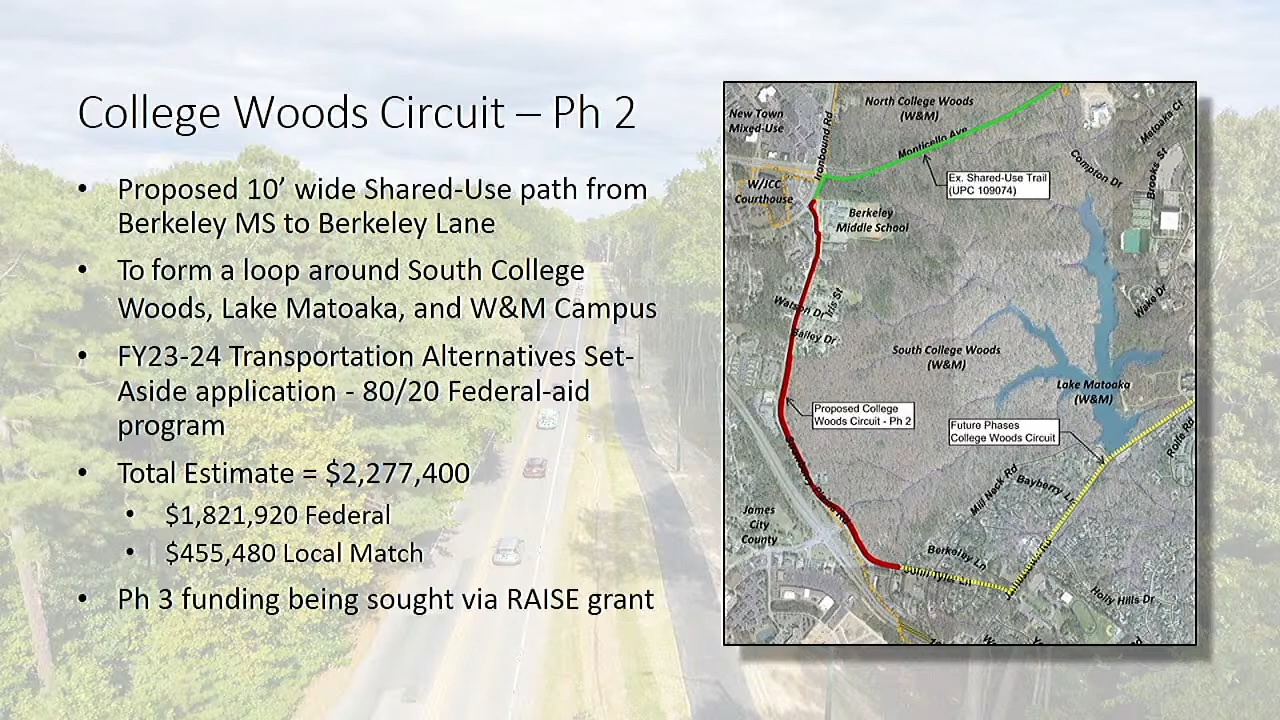 College Woods Circuit – Ph 2
• Proposed 10’ wide Shared-Use path from
Berkeley MS to Berkeley Lane
• To form a loop around South College
Woods, Lake Matoaka, and W&M Campus
• FY23-24 Transportation Alternatives Set-
Aside application - 80/20 Federal-aid
program
• Total Estimate = $2,277,400
• $1,821,920 Federal
• $455,480 Local Match
• Ph 3 funding being sought via RAISE grant
New Town
Mixed-Use
Ironbound Rd
North College Woods
(W&M)
Monticello Ave
Matoaka Ct
Compton Dr
Brooks St
Ex. Shared-Use Trail
(UPC 109074)
W/JCC
Courthouse
Berkeley
Middle School
Watson Dr
Iris St
Bailey Dr
Wake Dr
South College Woods
(W&M)
Lake Matoaka
(W&M)
Proposed College
Woods Circuit - Ph 2
Future Phases
College Woods Circuit
Rolfe Rd
Mill Neck Rd
Bayberry Ln
James
City
County
Berkeley Ln
Holly Hills Dr